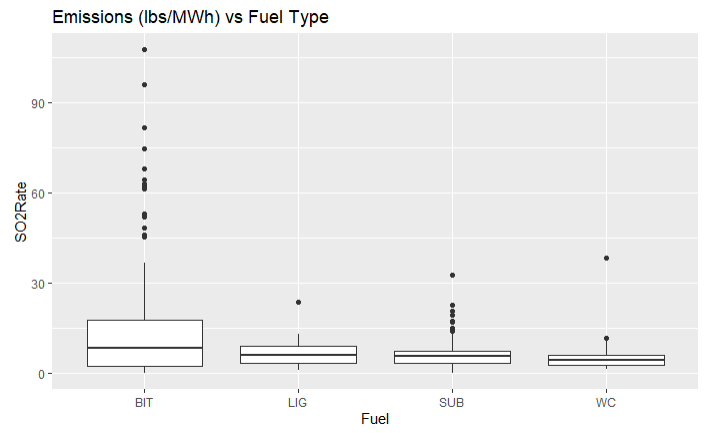 Emissions (lbs/MWh) vs Fuel Type
SO2Rate
90
60
30
0
BIT LIG SUB WC
Fuel